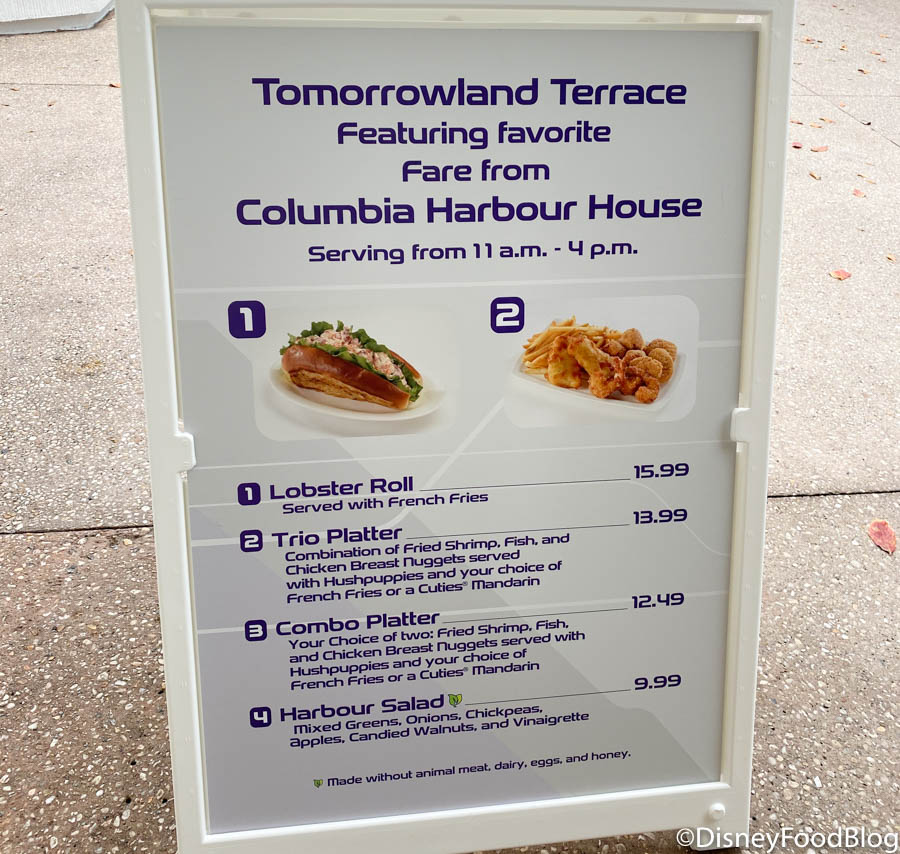 Tomorrowland Terrace
Featuring favorite
Fare from
Columbia Harbour House
Serving from 11 a.m. - 4 p.m.
1
2
1 Lobster Roll 15.99
Served with French Fries
2 Trio Platter 13.99
Combination of Fried Shrimp, Fish, and
Chicken Breast Nuggets served
with Hushpuppies and your choice of
French Fries or a Cuties® Mandarin
3 Combo Platter 12.49
Your Choice of two: Fried Shrimp, Fish,
and Chicken Breast Nuggets served with
Hushpuppies and your choice of
French Fries or a Cuties® Mandarin
4 Harbour Salad 9.99
Mixed Greens, Onions, Chickpeas,
Apples, Candied Walnuts, and Vinaigrette
Made without animal meat, dairy, eggs, and honey.
©DisneyFoodBlog